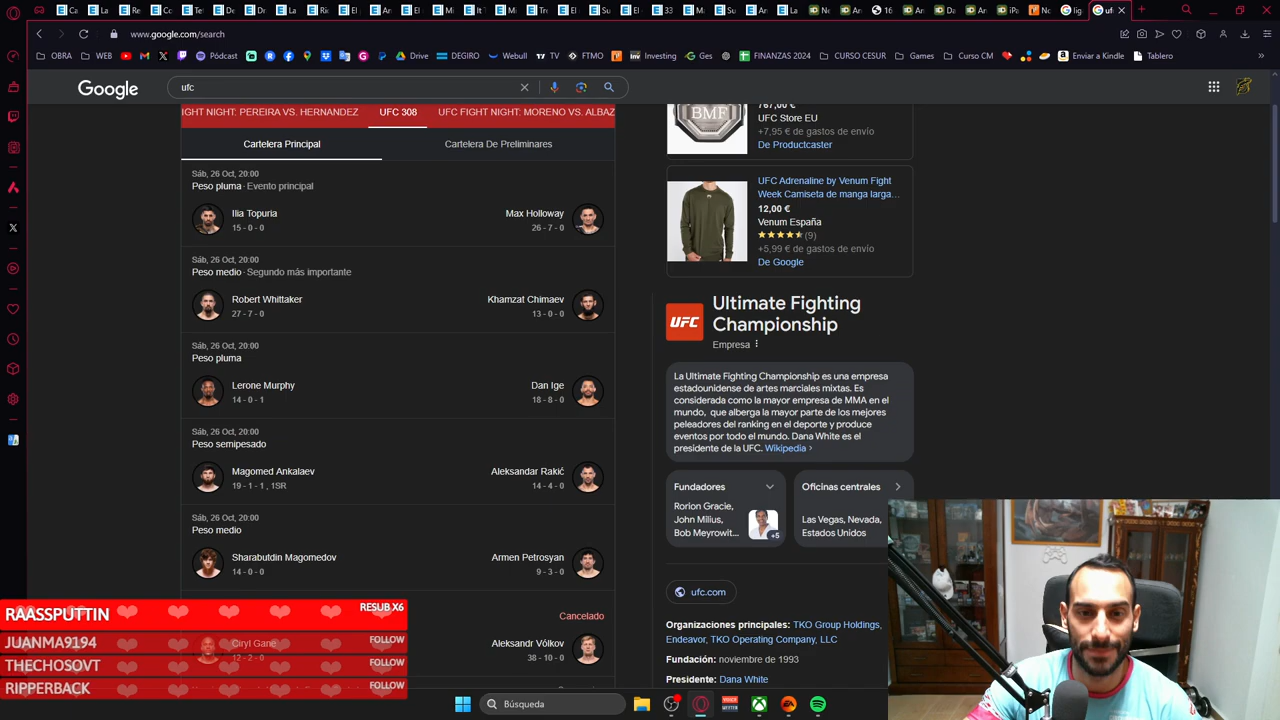 www.google.com/search
OBRA
WEB
Pódcast
Drive
DEGIRO
Webull
TV
FTMO
Investing
Ges
FINANZAS 2024
CURSO CESUR
Games
Curso CM
Enviar a Kindle
Tablero
Google
ufc
IGHT NIGHT: PEREIRA VS. HERNANDEZ
UFC 308
UFC FIGHT NIGHT: MORENO VS. ALBAZ
Cartelera Principal
Cartelera De Preliminares
Sáb, 26 Oct, 20:00
Peso pluma · Evento principal
Ilia Topuria
Max Holloway
15 - 0 - 0
26 - 7 - 0
Sáb, 26 Oct, 20:00
Peso medio · Segundo más importante
Robert Whittaker
Khamzat Chimaev
27 - 7 - 0
13 - 0 - 0
Sáb, 26 Oct, 20:00
Peso pluma
Lerone Murphy
Dan Ige
14 - 0 - 1
18 - 8 - 0
Sáb, 26 Oct, 20:00
Peso semipesado
Magomed Ankalaev
Aleksandar Rakić
19 - 1 - 1 , 1SR
14 - 4 - 0
Sáb, 26 Oct, 20:00
Peso medio
Sharabutdin Magomedov
Armen Petrosyan
14 - 0 - 0
9 - 3 - 0
Cancelado
Ciryl Gane
Aleksandr Vólkov
12 - 2 - 0
38 - 10 - 0
767,00 €
BMF
UFC Store EU
+7,95 € de gastos de envío
De Productcaster
UFC Adrenaline by Venum Fight
Week Camiseta de manga larga…
12,00 €
Venum España
(9)
+5,99 € de gastos de envío
De Google
UFC
Ultimate Fighting
Championship
Empresa
La Ultimate Fighting Championship es una empresa
estadounidense de artes marciales mixtas. Es
considerada como la mayor empresa de MMA en el
mundo, que alberga la mayor parte de los mejores
peleadores del ranking en el deporte y produce
eventos por todo el mundo. Dana White es el
presidente de la UFC. Wikipedia
Fundadores
Rorion Gracie,
John Milius,
Bob Meyrowit…
+5
Oficinas centrales
Las Vegas, Nevada,
Estados Unidos
ufc.com
Organizaciones principales: TKO Group Holdings,
Endeavor, TKO Operating Company, LLC
Fundación: noviembre de 1993
Presidente: Dana White
RAASSPUTTIN
RESUB X6
JUANMA9194
FOLLOW
THECHOSOVT
FOLLOW
RIPPERBACK
FOLLOW
Búsqueda